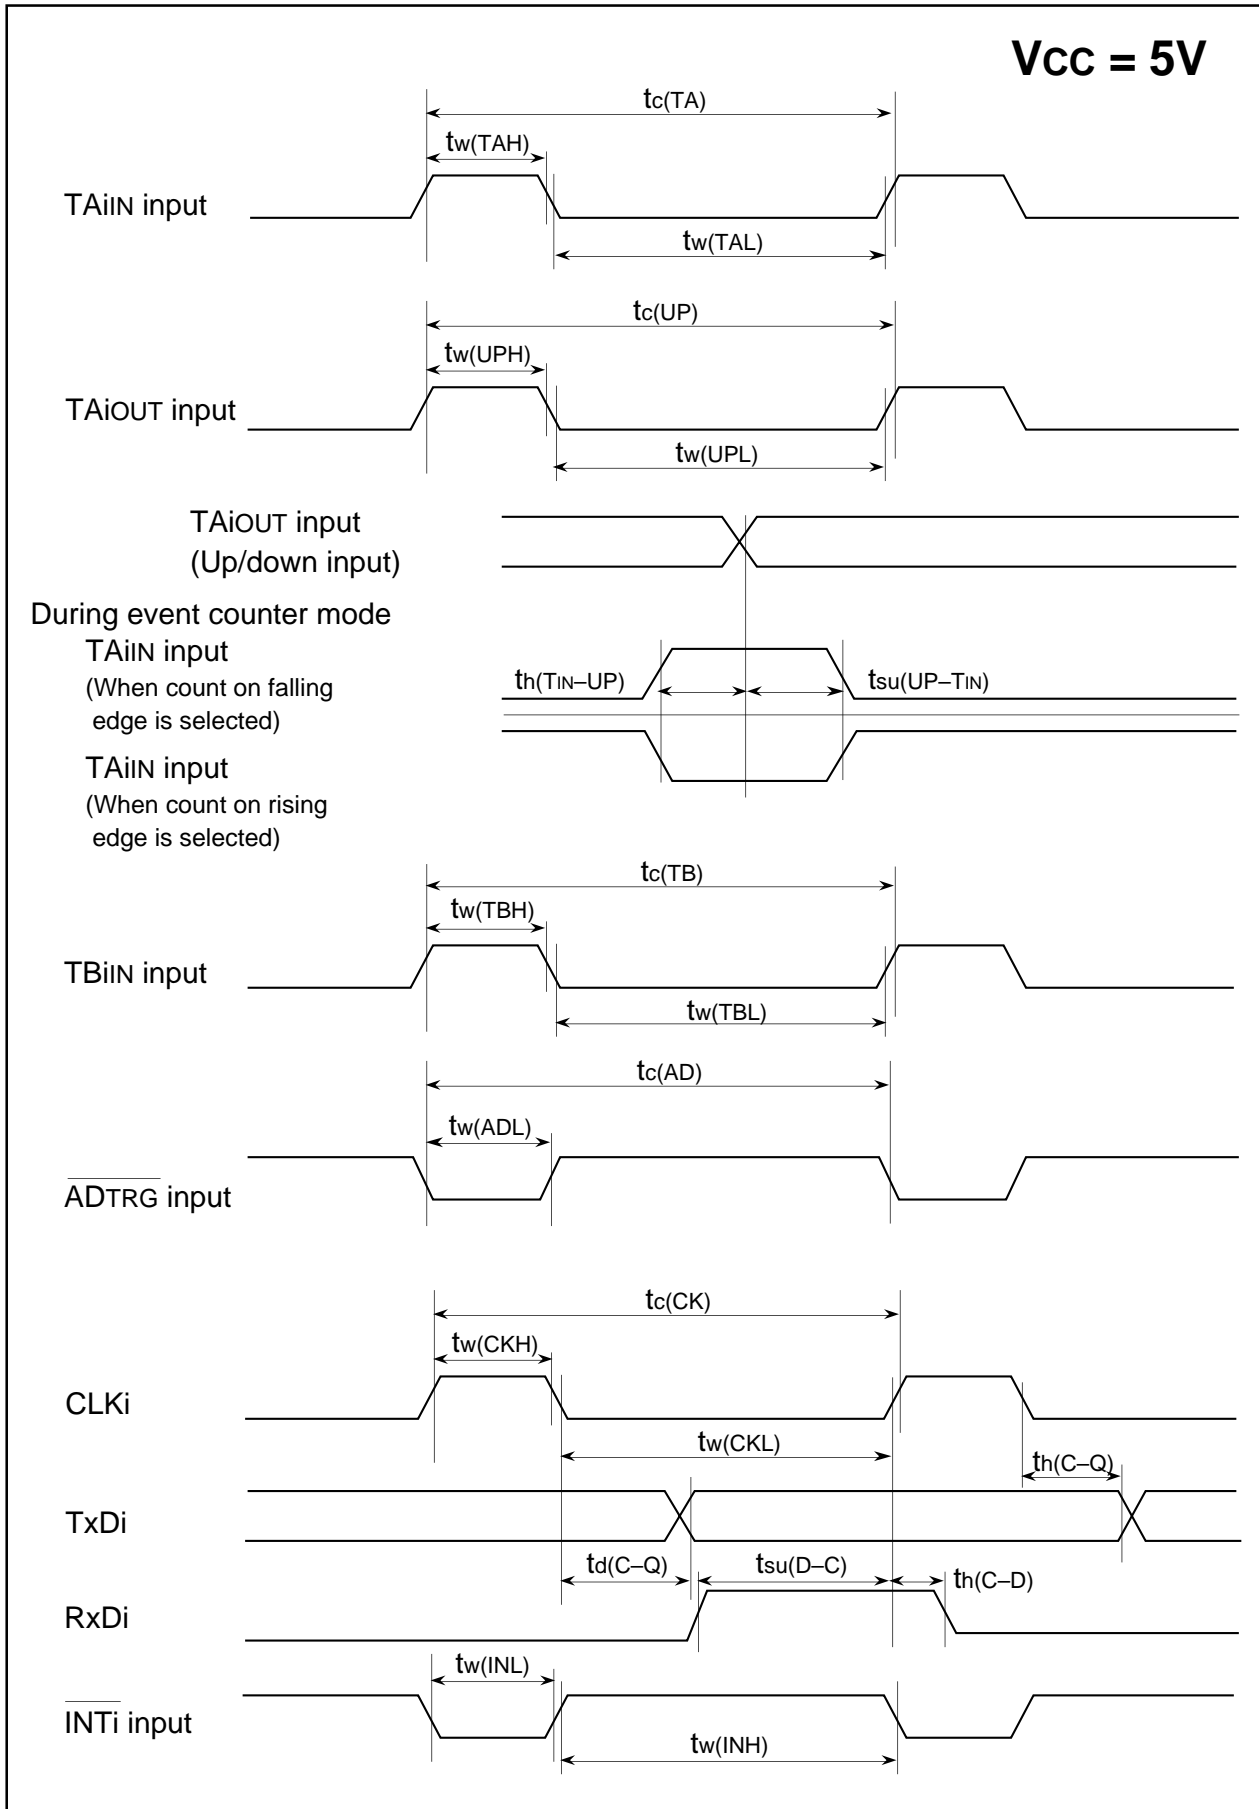 VCC = 5V
tc(TA)
tw(TAH)
TAiIN input
tw(TAL)
tc(UP)
tw(UPH)
TAiOUT input
tw(UPL)
TAiOUT input
(Up/down input)
During event counter mode
TAiIN input
(When count on falling
edge is selected)
th(TIN–UP)
tsu(UP–TIN)
TAiIN input
(When count on rising
edge is selected)
tc(TB)
tw(TBH)
TBiIN input
tw(TBL)
tc(AD)
tw(ADL)
ADTRG input
tc(CK)
tw(CKH)
CLKi
tw(CKL)
th(C–Q)
TxDi
td(C–Q)
tsu(D–C)
th(C–D)
RxDi
tw(INL)
INTi input
tw(INH)